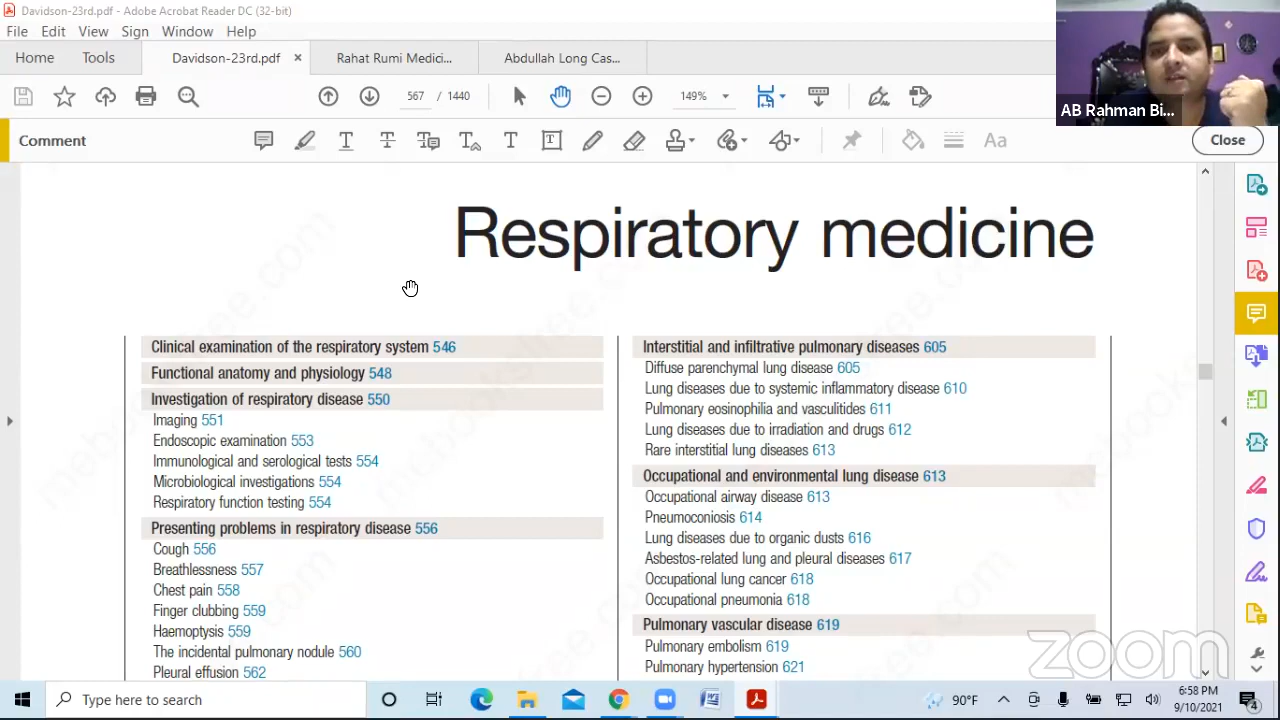 Davidson-23rd.pdf - Adobe Acrobat Reader DC (32-bit)
File Edit View Sign Window Help
Home Tools Davidson-23rd.pdf × Rahat Rumi Medici... Abdullah Long Cas...
567 / 1440 149%
AB Rahman Bi...
Comment
Aa
Close
Respiratory medicine
Clinical examination of the respiratory system 546
Functional anatomy and physiology 548
Investigation of respiratory disease 550
Imaging 551
Endoscopic examination 553
Immunological and serological tests 554
Microbiological investigations 554
Respiratory function testing 554
Presenting problems in respiratory disease 556
Cough 556
Breathlessness 557
Chest pain 558
Finger clubbing 559
Haemoptysis 559
The incidental pulmonary nodule 560
Pleural effusion 562
Interstitial and infiltrative pulmonary diseases 605
Diffuse parenchymal lung disease 605
Lung diseases due to systemic inflammatory disease 610
Pulmonary eosinophilia and vasculitides 611
Lung diseases due to irradiation and drugs 612
Rare interstitial lung diseases 613
Occupational and environmental lung disease 613
Occupational airway disease 613
Pneumoconiosis 614
Lung diseases due to organic dusts 616
Asbestos-related lung and pleural diseases 617
Occupational lung cancer 618
Occupational pneumonia 618
Pulmonary vascular disease 619
Pulmonary embolism 619
Pulmonary hypertension 621
zoom
Type here to search
90°F
6:58 PM
9/10/2021
4